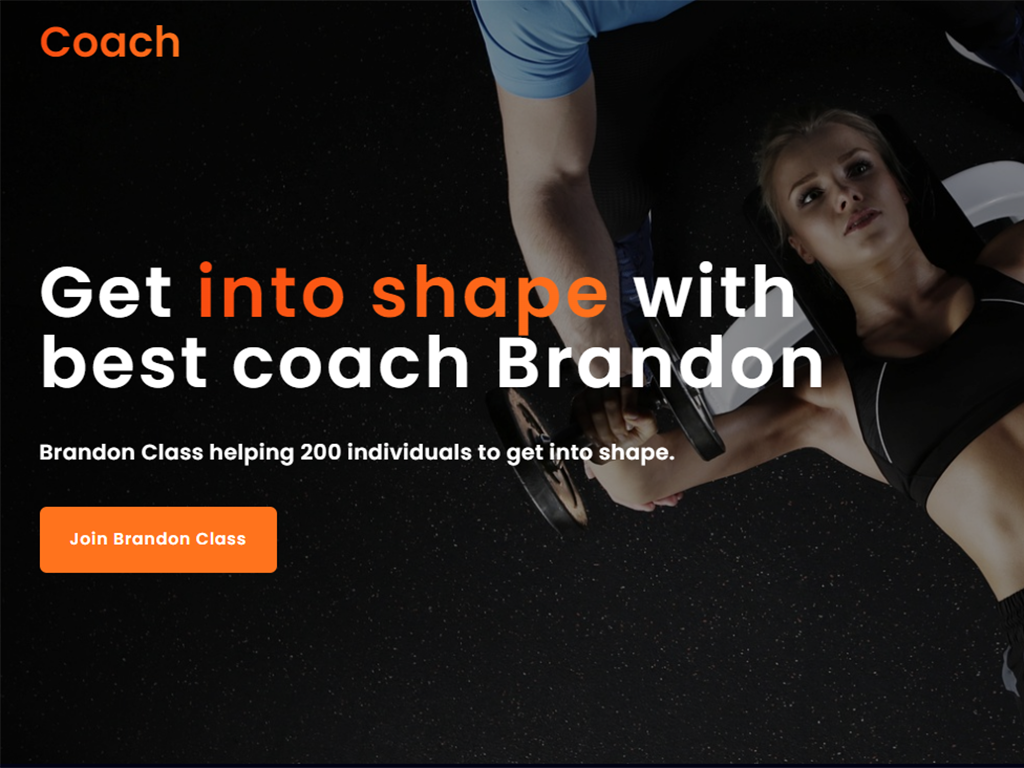 Coach
Get into shape with
best coach Brandon
Brandon Class helping 200 individuals to get into shape.
Join Brandon Class